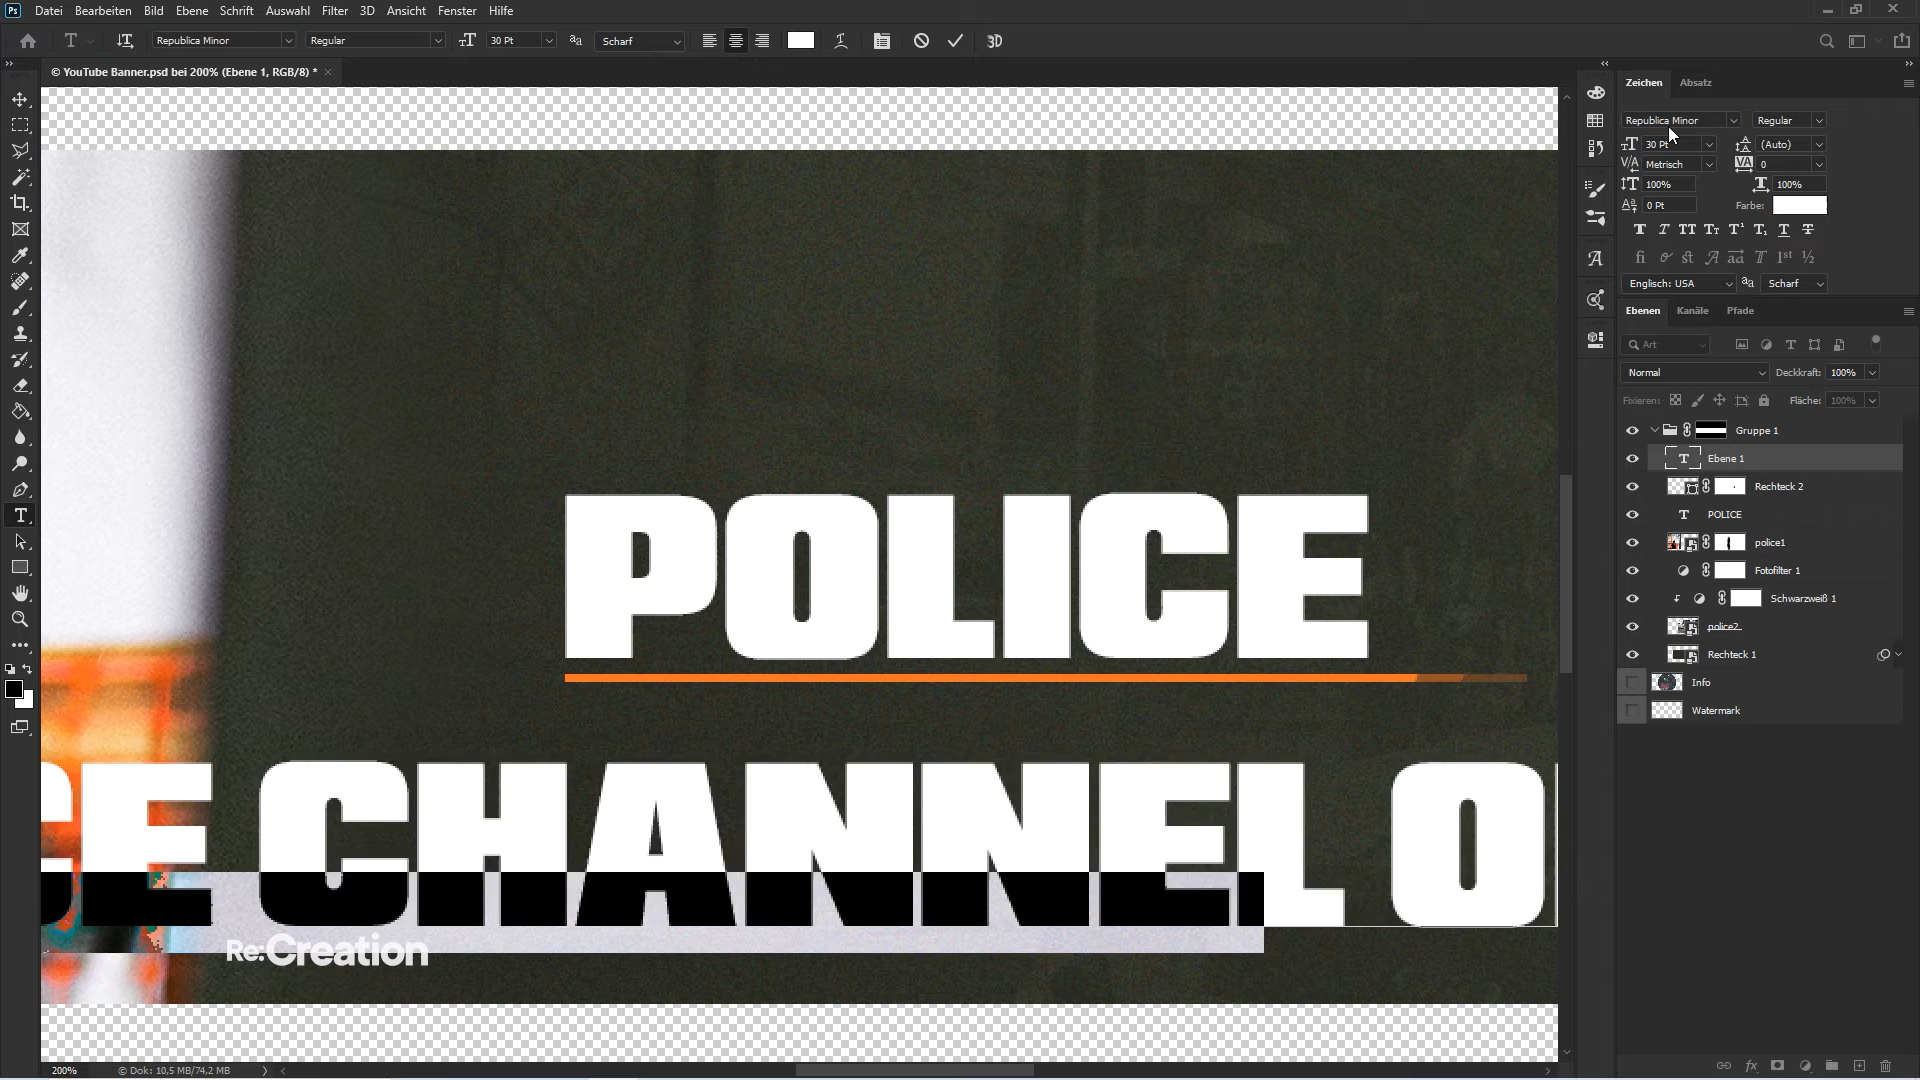 Datei Bearbeiten Bild Ebene Schrift Auswahl Filter 3D Ansicht Fenster Hilfe
Republica Minor Regular 30 Pt Scharf 3D
© YouTube Banner.psd bei 200% (Ebene 1, RGB/8) *
Zeichen Absatz
Republica Minor Regular
30 Pt (Auto)
Metrisch 0
100% 100%
0 Pt Farbe:
Englisch: USA Scharf
Ebenen Kanäle Pfade
Art
Normal Deckkraft: 100%
Fixieren: Fläche: 100%
Gruppe 1
Ebene 1
Rechteck 2
POLICE
police1
Fotofilter 1
Schwarzweiß 1
police2
Rechteck 1
Info
Watermark
POLICE
CE CHANNEL O
Re:Creation
200% © Dok: 10,5 MB/74,2 MB